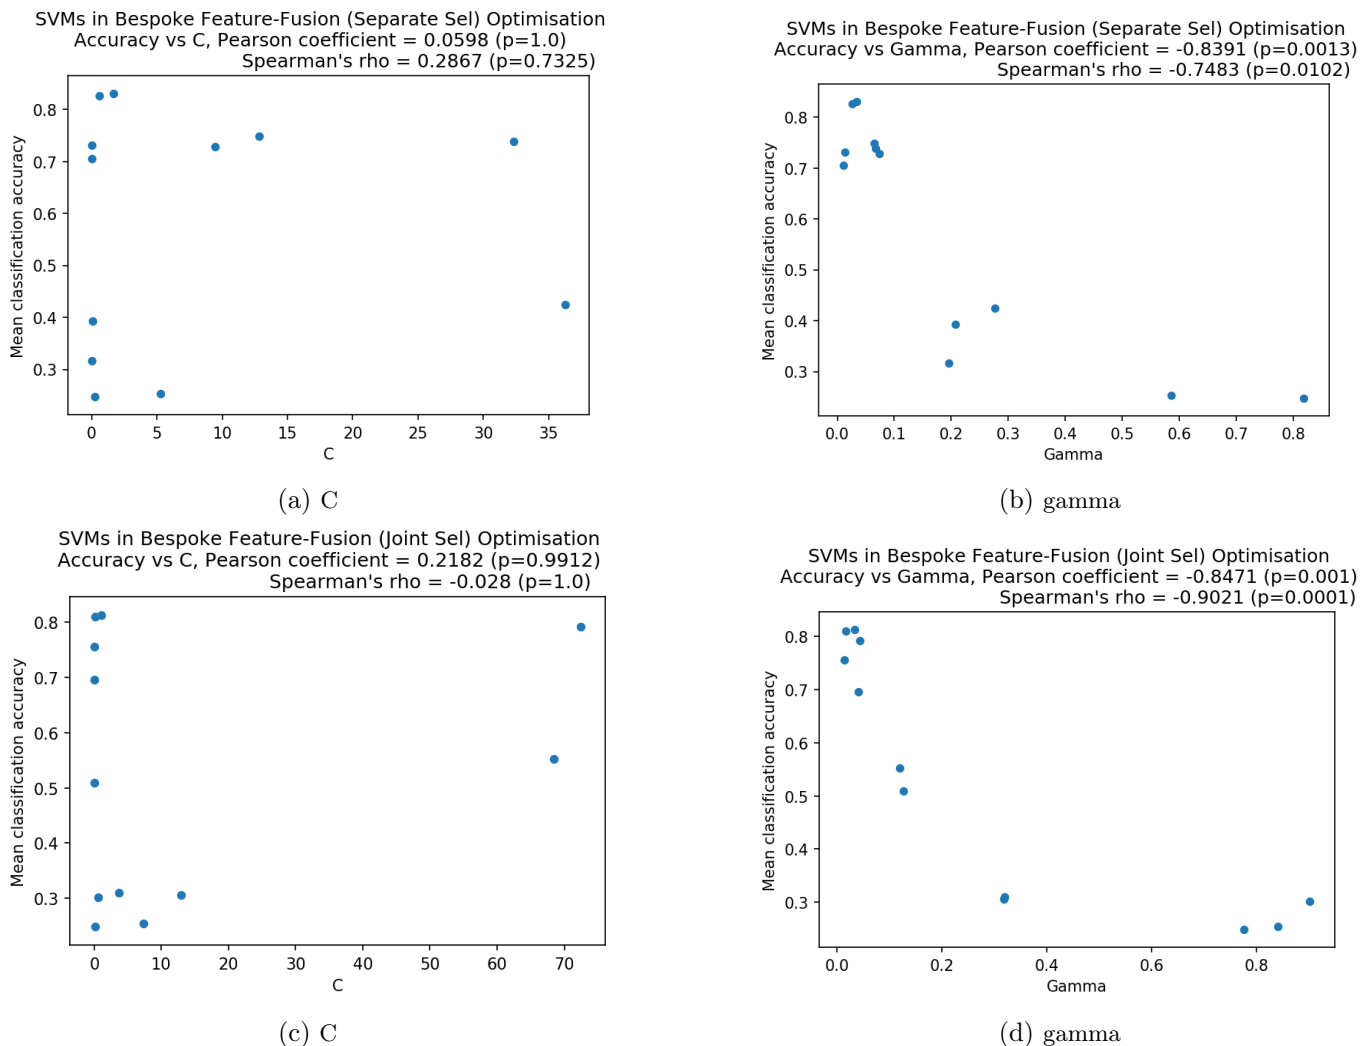 SVMs in Bespoke Feature-Fusion (Separate Sel) Optimisation
Accuracy vs C, Pearson coefficient = 0.0598 (p=1.0)
Spearman's rho = 0.2867 (p=0.7325)
Mean classification accuracy
0.8
0.7
0.6
0.5
0.4
0.3
0 5 10 15 20 25 30 35
C
(a) C
SVMs in Bespoke Feature-Fusion (Separate Sel) Optimisation
Accuracy vs Gamma, Pearson coefficient = -0.8391 (p=0.0013)
Spearman's rho = -0.7483 (p=0.0102)
Mean classification accuracy
0.8
0.7
0.6
0.5
0.4
0.3
0.0 0.1 0.2 0.3 0.4 0.5 0.6 0.7 0.8
Gamma
(b) gamma
SVMs in Bespoke Feature-Fusion (Joint Sel) Optimisation
Accuracy vs C, Pearson coefficient = 0.2182 (p=0.9912)
Spearman's rho = -0.028 (p=1.0)
Mean classification accuracy
0.8
0.7
0.6
0.5
0.4
0.3
0 10 20 30 40 50 60 70
C
(c) C
SVMs in Bespoke Feature-Fusion (Joint Sel) Optimisation
Accuracy vs Gamma, Pearson coefficient = -0.8471 (p=0.001)
Spearman's rho = -0.9021 (p=0.0001)
Mean classification accuracy
0.8
0.7
0.6
0.5
0.4
0.3
0.0 0.2 0.4 0.6 0.8
Gamma
(d) gamma